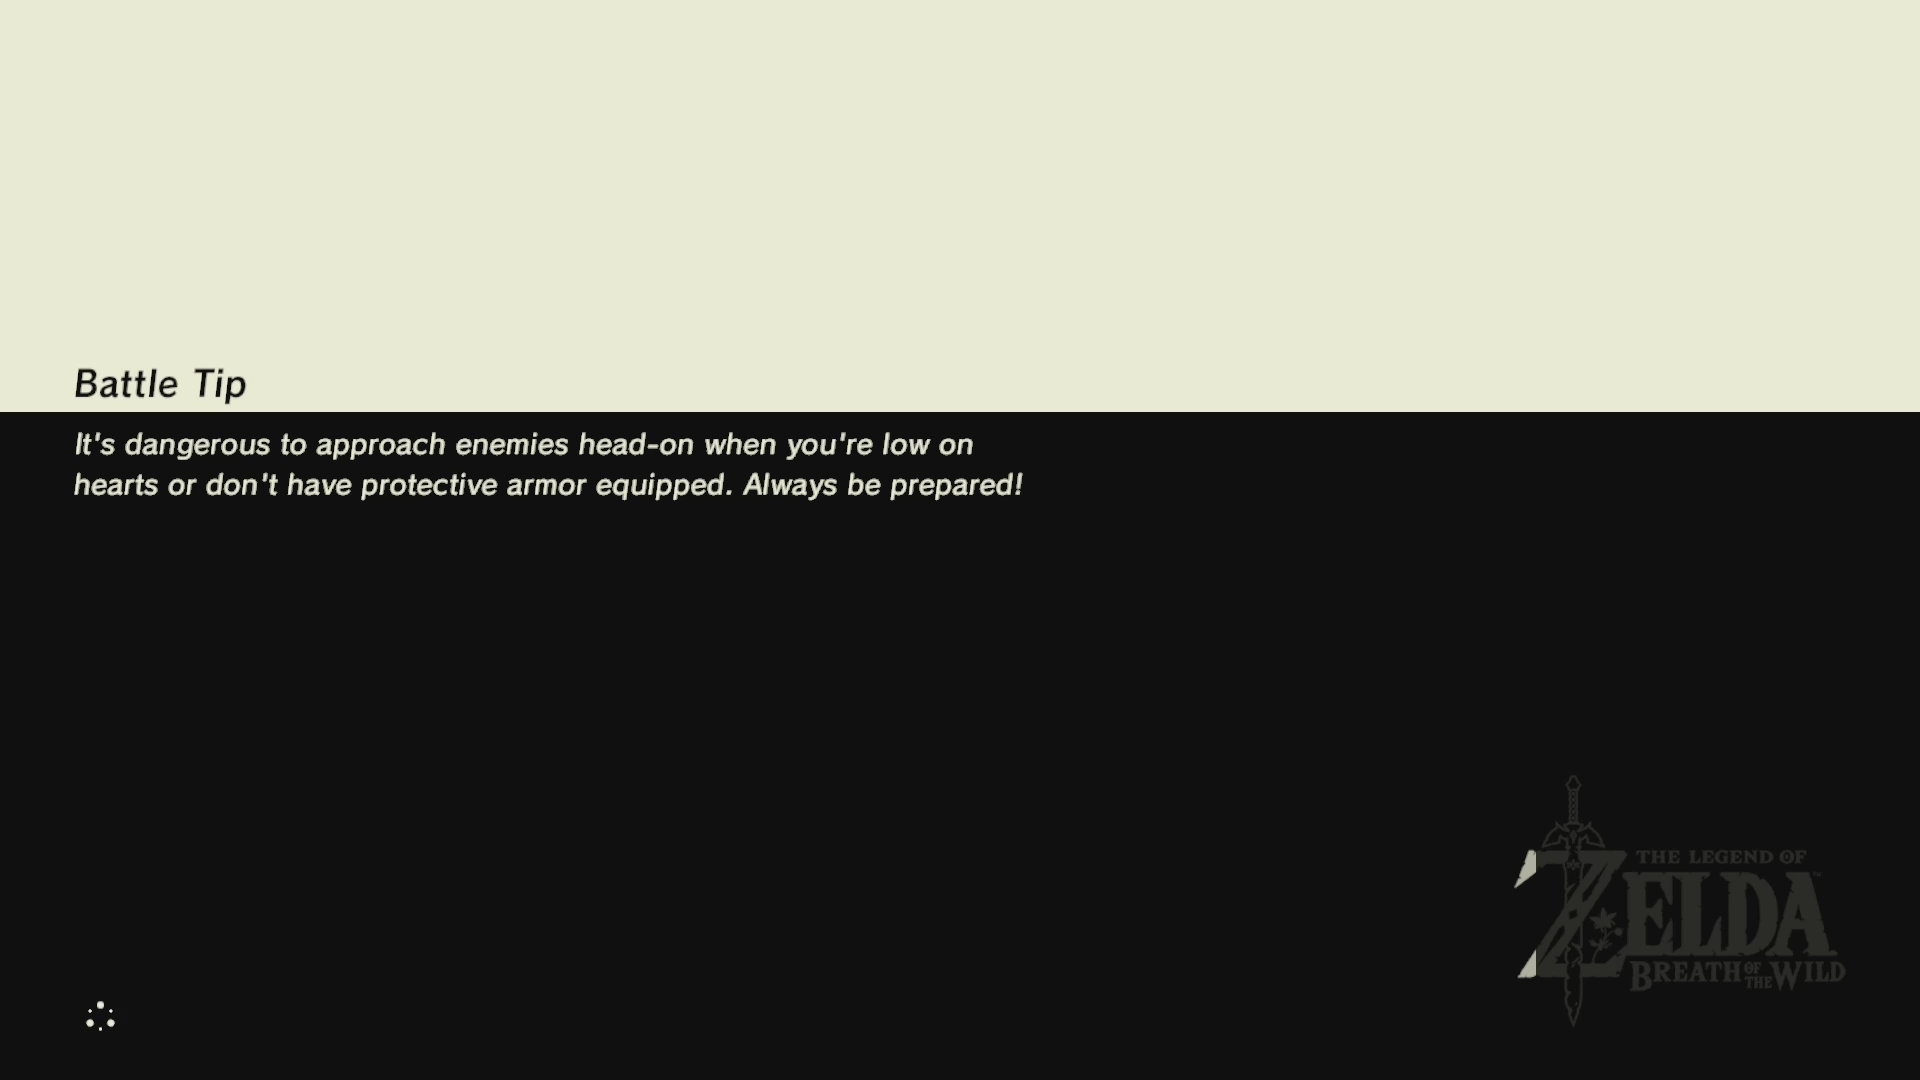 Battle Tip
It's dangerous to approach enemies head-on when you're low on
hearts or don't have protective armor equipped. Always be prepared!
THE LEGEND OF
ZELDA™
BREATH OF THE WILD